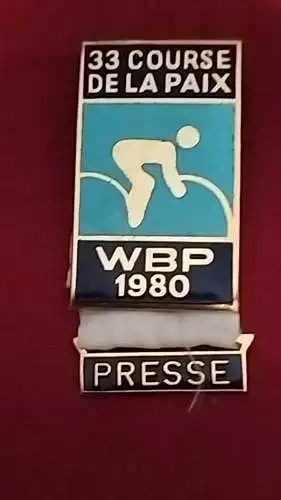 33 COURSE
DE LA PAIX
WBP
1980
PRESSE